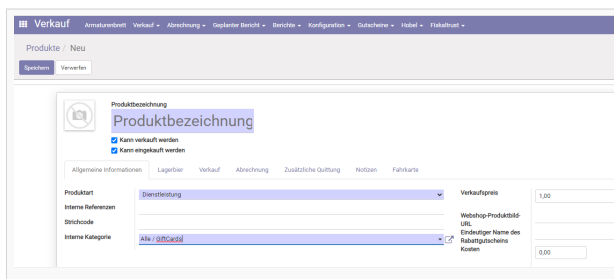 Verkauf Armaturenbrett Verkauf Abrechnung Geplanter Bericht Berichte Konfiguration Gutscheine Hobel Fiskaltrust
Produkte / Neu
Speichern Verwerfen
Produktbezeichnung
Produktbezeichnung
Kann verkauft werden
Kann eingekauft werden
Allgemeine Informationen Lagerbier Verkauf Abrechnung Zusätzliche Quittung Notizen Fahrkarte
Produktart Dienstleistung Verkaufspreis 1,00
Interne Referenzen
Strichcode Webshop-Produktbild-URL
Interne Kategorie Alle / GiftCards Eindeutiger Name des Rabattgutscheins
Kosten 0,00